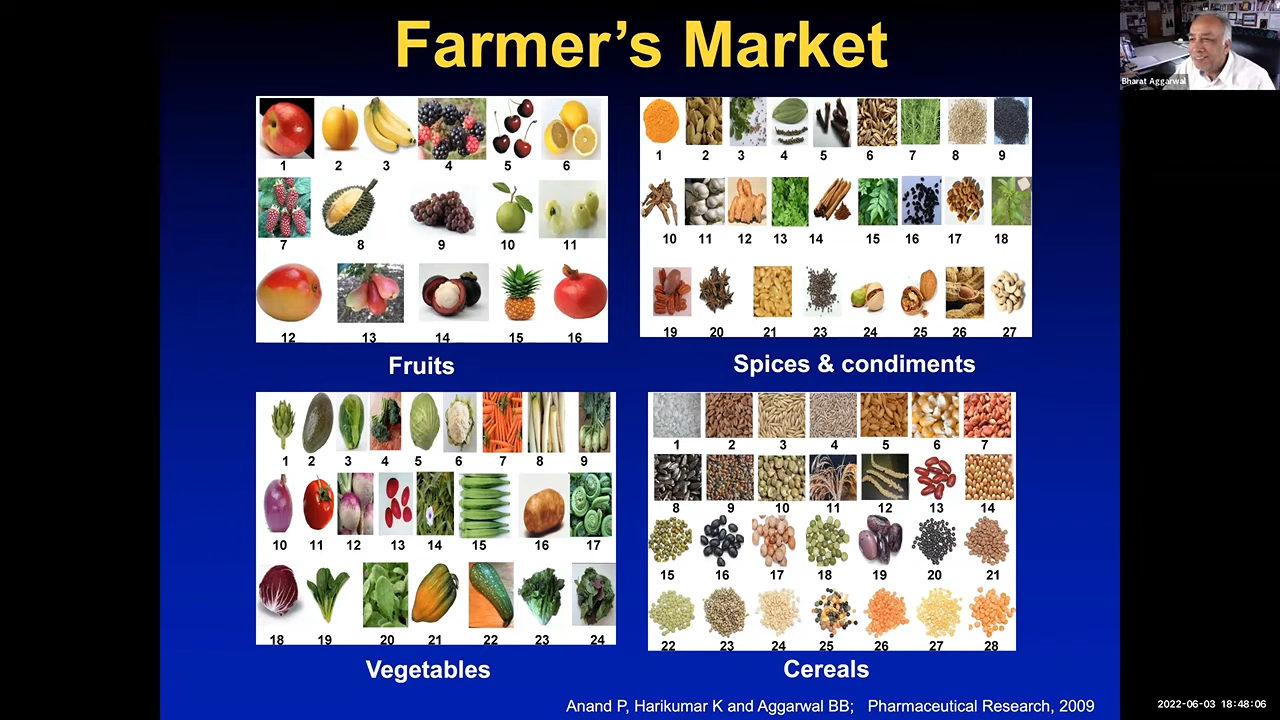 Farmer's Market
Bharat Aggarwal
1 2 3 4 5 6
7 8 9 10 11
12 13 14 15 16
Fruits
1 2 3 4 5 6 7 8 9
10 11 12 13 14 15 16 17 18
19 20 21 23 24 25 26 27
Spices & condiments
1 2 3 4 5 6 7 8 9
10 11 12 13 14 15 16 17
18 19 20 21 22 23 24
Vegetables
1 2 3 4 5 6 7
8 9 10 11 12 13 14
15 16 17 18 19 20 21
22 23 24 25 26 27 28
Cereals
Anand P, Harikumar K and Aggarwal BB; Pharmaceutical Research, 2009
2022-06-03 18:48:06